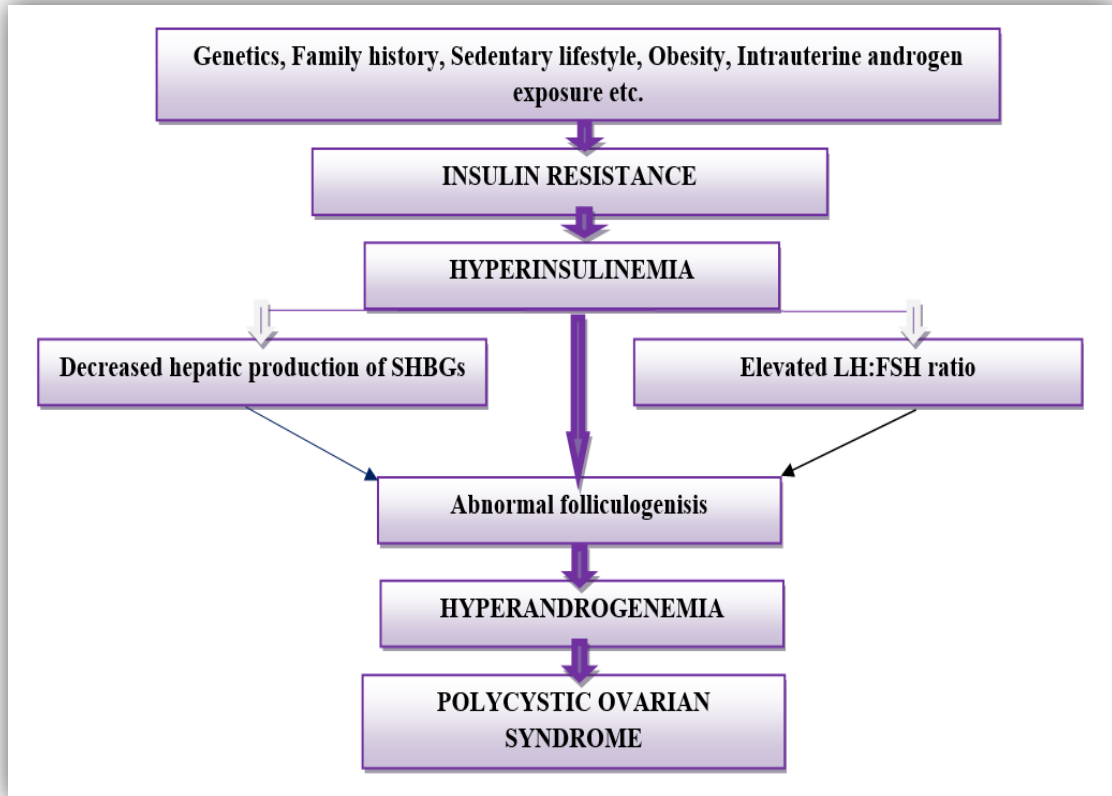 Genetics, Family history, Sedentary lifestyle, Obesity, Intrauterine androgen
exposure etc.
INSULIN RESISTANCE
HYPERINSULINEMIA
Decreased hepatic production of SHBGs
Elevated LH:FSH ratio
Abnormal folliculogenisis
HYPERANDROGENEMIA
POLYCYSTIC OVARIAN
SYNDROME